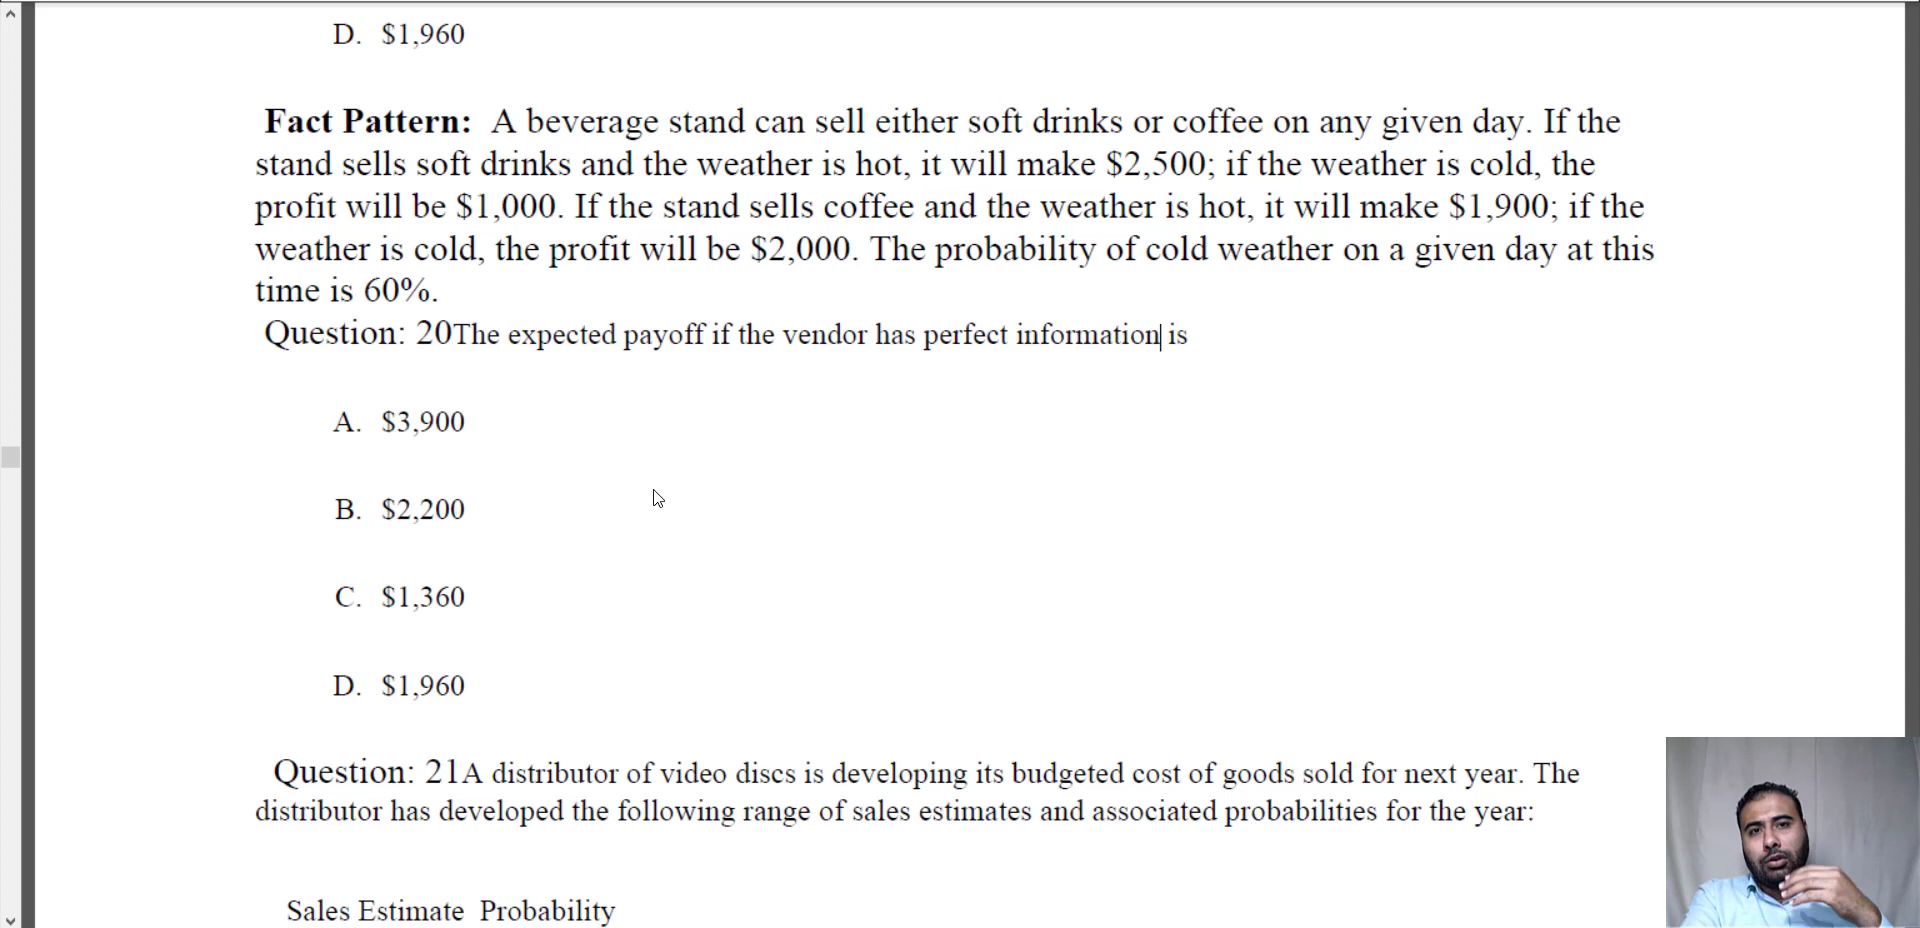 D. $1,960
Fact Pattern: A beverage stand can sell either soft drinks or coffee on any given day. If the
stand sells soft drinks and the weather is hot, it will make $2,500; if the weather is cold, the
profit will be $1,000. If the stand sells coffee and the weather is hot, it will make $1,900; if the
weather is cold, the profit will be $2,000. The probability of cold weather on a given day at this
time is 60%.
Question: 20The expected payoff if the vendor has perfect information is
A. $3,900
B. $2,200
C. $1,360
D. $1,960
Question: 21A distributor of video discs is developing its budgeted cost of goods sold for next year. The
distributor has developed the following range of sales estimates and associated probabilities for the year:
Sales Estimate Probability